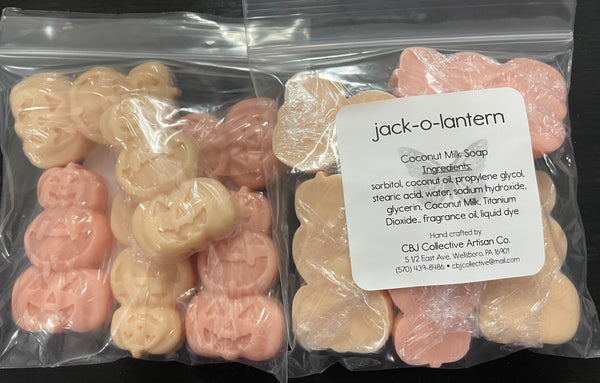 jack-o-lantern
Coconut Milk Soap
Ingredients:
sorbitol, coconut oil, propylene glycol,
stearic acid, water, sodium hydroxide,
glycerin, Coconut Milk, Titanium
Dioxide.. fragrance oil, liquid dye
Hand crafted by
CBJ Collective Artisan Co.
5 1/2 East Ave, Wellsboro, PA 16901
(570) 439-8486 • cbjcollective@mail.com